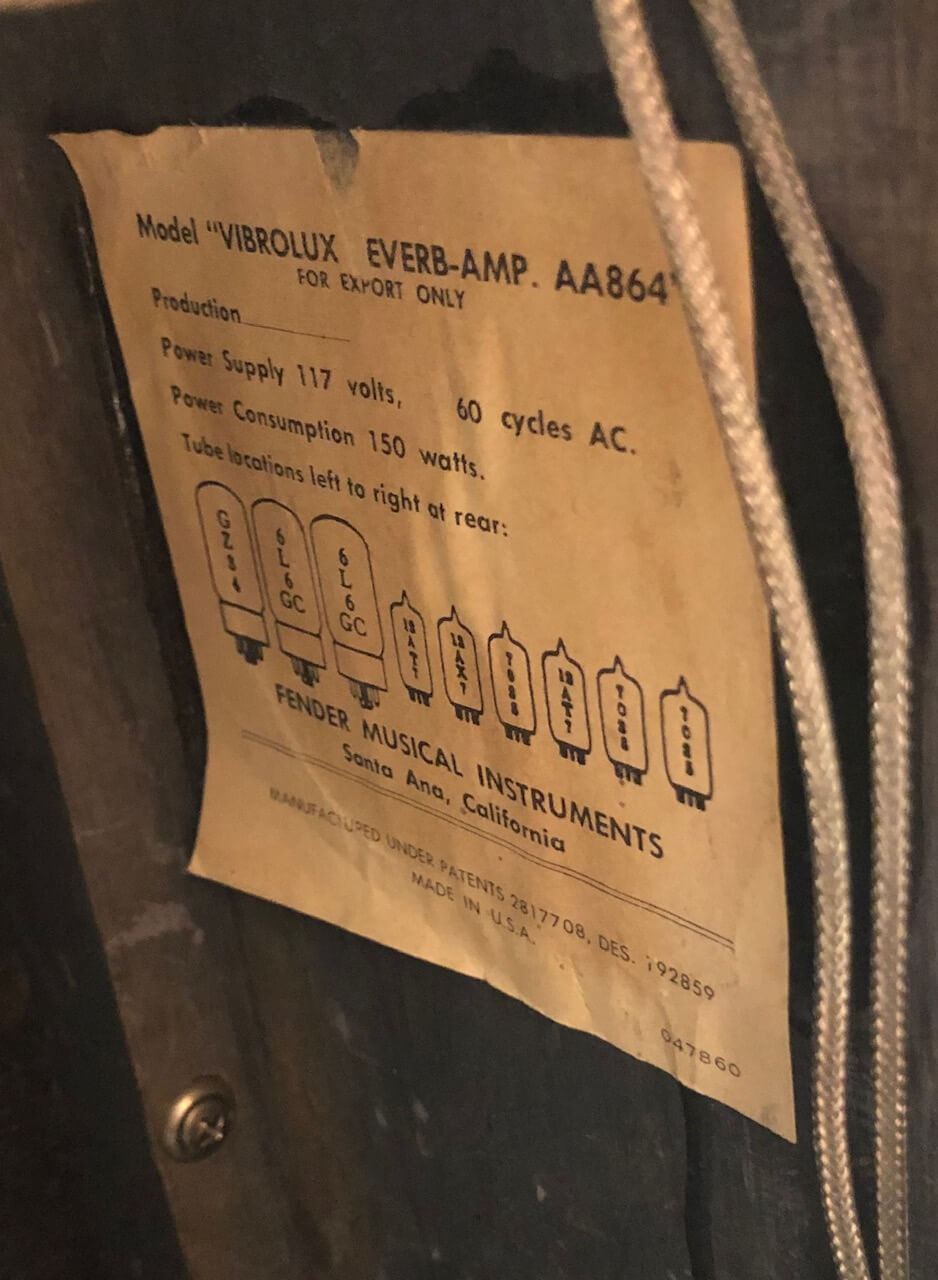 Model "VIBROLUX EVERB-AMP. AA864"
FOR EXPORT ONLY
Production
Power Supply 117 volts, 60 cycles AC.
Power Consumption 150 watts.
Tube locations left to right at rear:
GZ34 6L6GC 6L6GC 12AT7 12AX7 7025 12AT7 7025 7025
FENDER MUSICAL INSTRUMENTS
Santa Ana, California
MANUFACTURED UNDER PATENTS 2817708, DES. 192859
MADE IN U.S.A.
047860